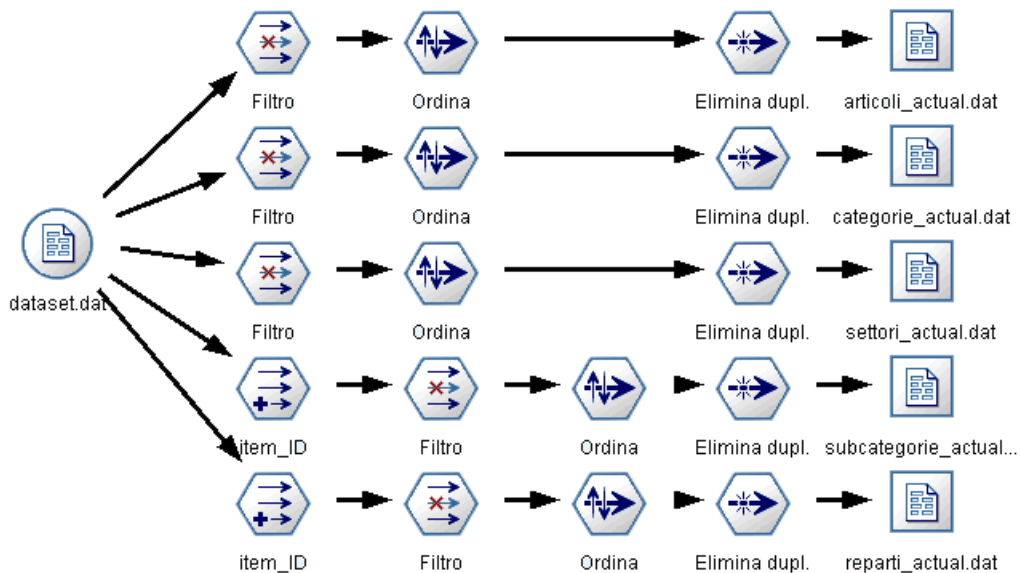 Filtro
Ordina
Elimina dupl.
articoli_actual.dat
Filtro
Ordina
Elimina dupl.
categorie_actual.dat
dataset.dat
Filtro
Ordina
Elimina dupl.
settori_actual.dat
item_ID
Filtro
Ordina
Elimina dupl.
subcategorie_actual...
item_ID
Filtro
Ordina
Elimina dupl.
reparti_actual.dat